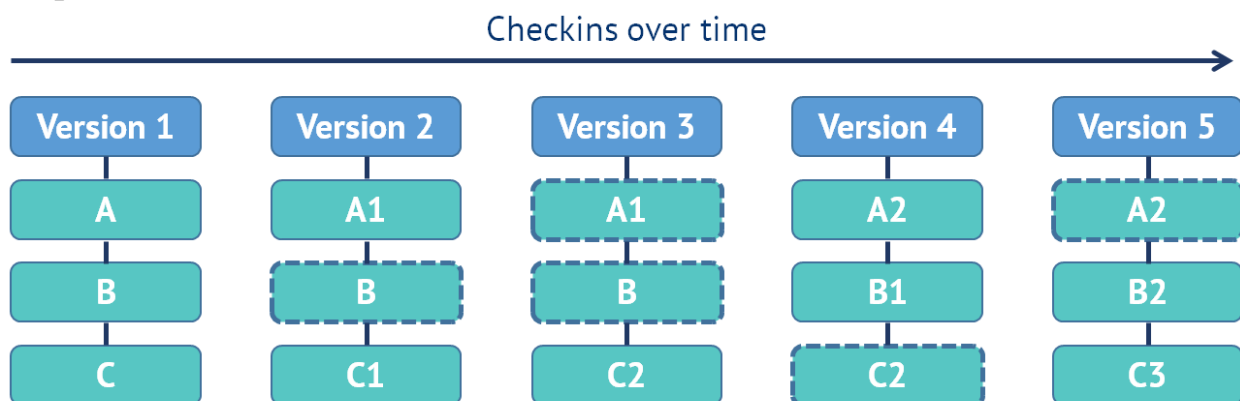 Checkins over time
Version 1 Version 2 Version 3 Version 4 Version 5
A A1 A1 A2 A2
B B B B1 B2
C C1 C2 C2 C3